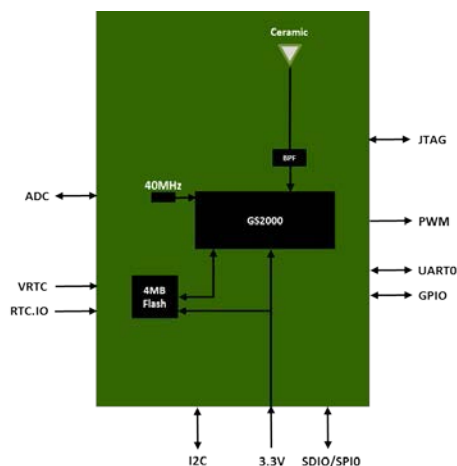 Ceramic
JTAG
BPF
40MHz
ADC
GS2000
PWM
UART0
VRTC
4MB
Flash
GPIO
RTC.IO
I2C
3.3V
SDIO/SPI0